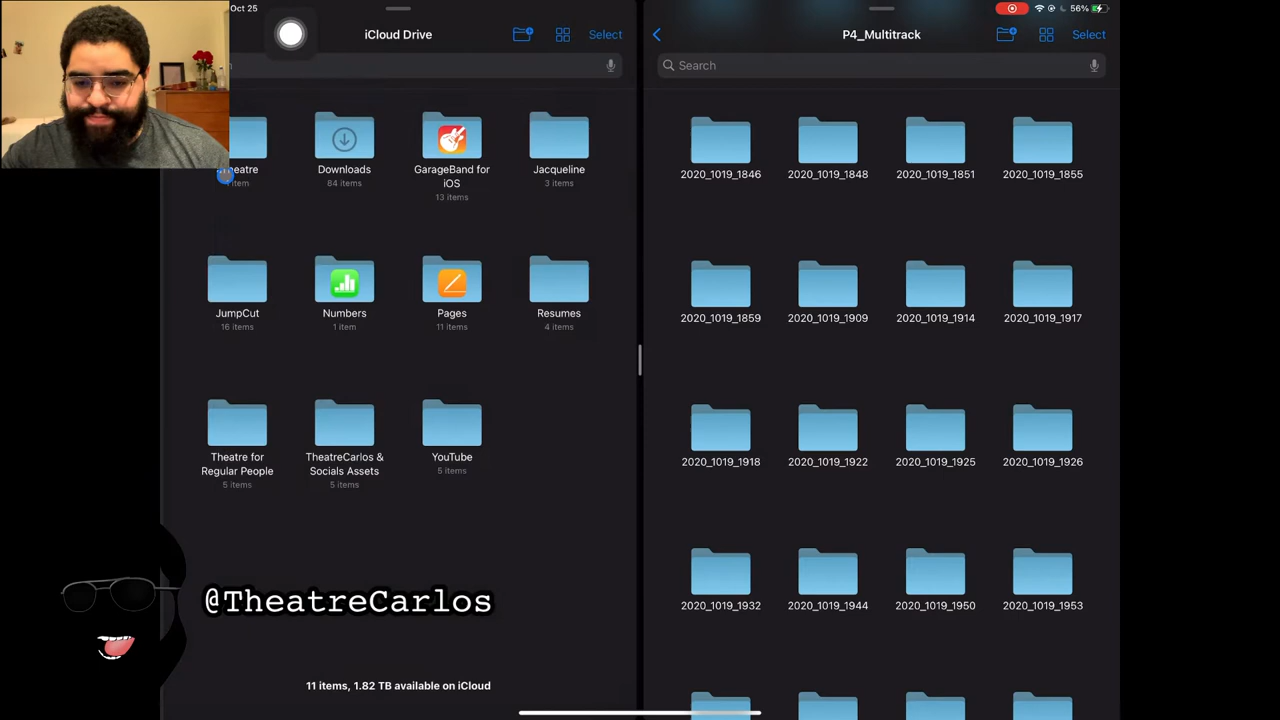 Oct 25
56%
iCloud Drive
Select
P4_Multitrack
Select
Search
Downloads
GarageBand for
iOS
Jacqueline
item
84 items
13 items
3 items
2020_1019_1846
2020_1019_1848
2020_1019_1851
2020_1019_1855
JumpCut
Numbers
Pages
Resumes
16 items
1 item
11 items
4 items
2020_1019_1859
2020_1019_1909
2020_1019_1914
2020_1019_1917
Theatre for
Regular People
TheatreCarlos &
Socials Assets
YouTube
5 items
5 items
5 items
2020_1019_1918
2020_1019_1922
2020_1019_1925
2020_1019_1926
2020_1019_1932
2020_1019_1944
2020_1019_1950
2020_1019_1953
@TheatreCarlos
11 items, 1.82 TB available on iCloud